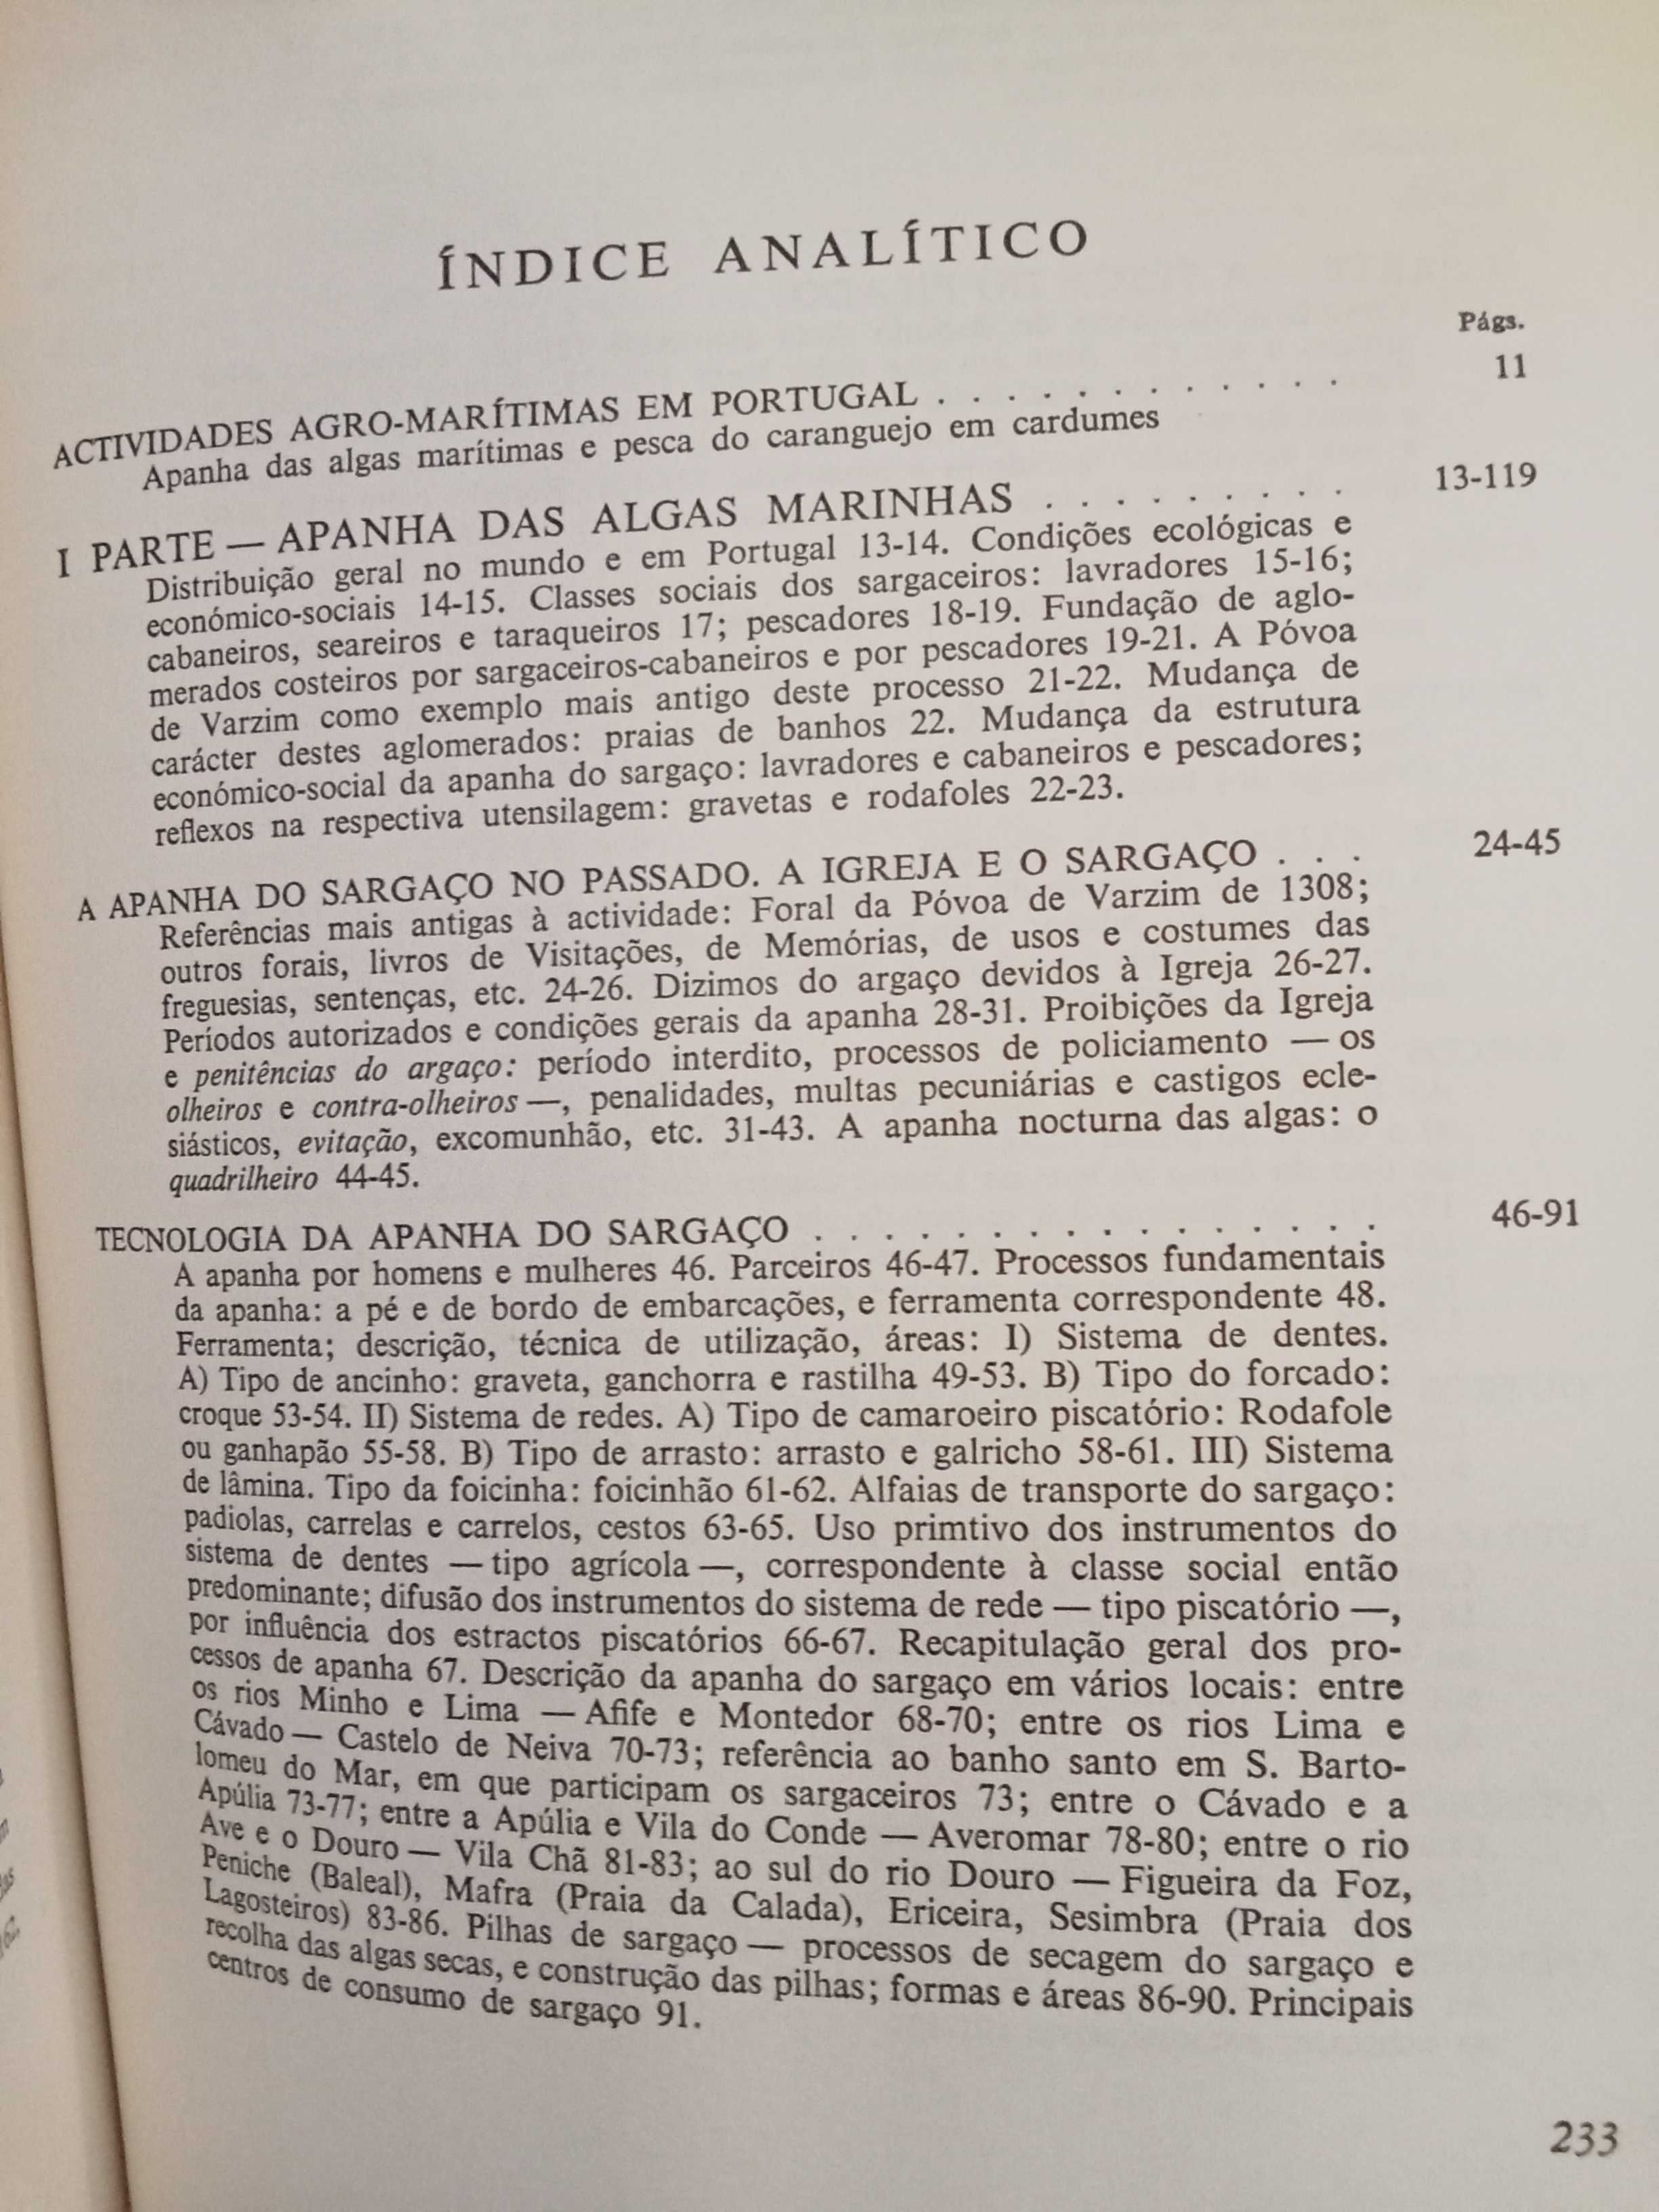 ÍNDICE ANALÍTICO
Págs.
ACTIVIDADES AGRO-MARÍTIMAS EM PORTUGAL . . . . . . . . . . . . 11
Apanha das algas marítimas e pesca do caranguejo em cardumes
I PARTE — APANHA DAS ALGAS MARINHAS . . . . . . . . . 13-119
Distribuição geral no mundo e em Portugal 13-14. Condições ecológicas e
económico-sociais 14-15. Classes sociais dos sargaceiros: lavradores 15-16;
cabaneiros, seareiros e taraqueiros 17; pescadores 18-19. Fundação de aglo-
merados costeiros por sargaceiros-cabaneiros e por pescadores 19-21. A Póvoa
de Varzim como exemplo mais antigo deste processo 21-22. Mudança de
carácter destes aglomerados: praias de banhos 22. Mudança da estrutura
económico-social da apanha do sargaço: lavradores e cabaneiros e pescadores;
reflexos na respectiva utensilagem: gravetas e rodafoles 22-23.
A APANHA DO SARGAÇO NO PASSADO. A IGREJA E O SARGAÇO . . . 24-45
Referências mais antigas à actividade: Foral da Póvoa de Varzim de 1308;
outros forais, livros de Visitações, de Memórias, de usos e costumes das
freguesias, sentenças, etc. 24-26. Dizimos do argaço devidos à Igreja 26-27.
Períodos autorizados e condições gerais da apanha 28-31. Proibições da Igreja
e penitências do argaço: período interdito, processos de policiamento — os
olheiros e contra-olheiros —, penalidades, multas pecuniárias e castigos ecle-
siásticos, evitação, excomunhão, etc. 31-43. A apanha nocturna das algas: o
quadrilheiro 44-45.
TECNOLOGIA DA APANHA DO SARGAÇO . . . . . . . . . . . . . . . . 46-91
A apanha por homens e mulheres 46. Parceiros 46-47. Processos fundamentais
da apanha: a pé e de bordo de embarcações, e ferramenta correspondente 48.
Ferramenta; descrição, técnica de utilização, áreas: I) Sistema de dentes.
A) Tipo de ancinho: graveta, ganchorra e rastilha 49-53. B) Tipo do forcado:
croque 53-54. II) Sistema de redes. A) Tipo de camaroeiro piscatório: Rodafole
ou ganhapão 55-58. B) Tipo de arrasto: arrasto e galricho 58-61. III) Sistema
de lâmina. Tipo da foicinha: foicinhão 61-62. Alfaias de transporte do sargaço:
padiolas, carrelas e carrelos, cestos 63-65. Uso primtivo dos instrumentos do
sistema de dentes — tipo agrícola —, correspondente à classe social então
predominante; difusão dos instrumentos do sistema de rede — tipo piscatório —,
por influência dos estractos piscatórios 66-67. Recapitulação geral dos pro-
cessos de apanha 67. Descrição da apanha do sargaço em vários locais: entre
os rios Minho e Lima — Afife e Montedor 68-70; entre os rios Lima e
Cávado — Castelo de Neiva 70-73; referência ao banho santo em S. Barto-
lomeu do Mar, em que participam os sargaceiros 73; entre o Cávado e a
Apúlia 73-77; entre a Apúlia e Vila do Conde — Averomar 78-80; entre o rio
Ave e o Douro — Vila Chã 81-83; ao sul do rio Douro — Figueira da Foz,
Peniche (Baleal), Mafra (Praia da Calada), Ericeira, Sesimbra (Praia dos
Lagosteiros) 83-86. Pilhas de sargaço — processos de secagem do sargaço e
recolha das algas secas, e construção das pilhas; formas e áreas 86-90. Principais
centros de consumo de sargaço 91.
233